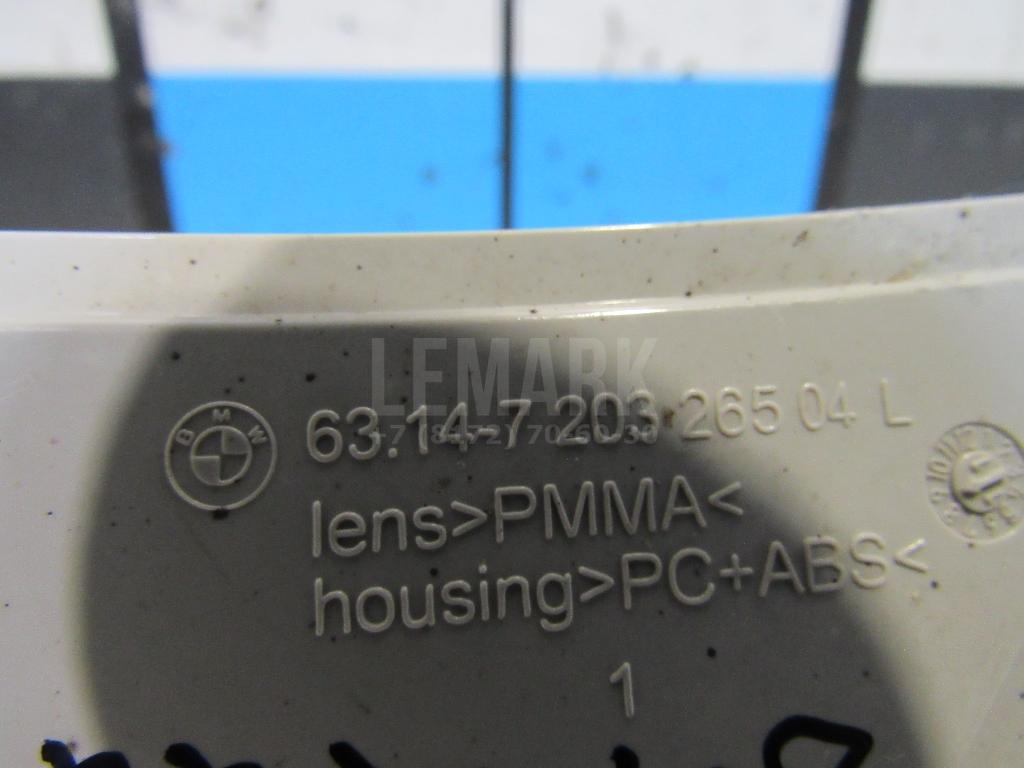 LEMARK
BMW 63.14-7 203 265 04 L
lens>PMMA<
housing>PC+ABS<
1